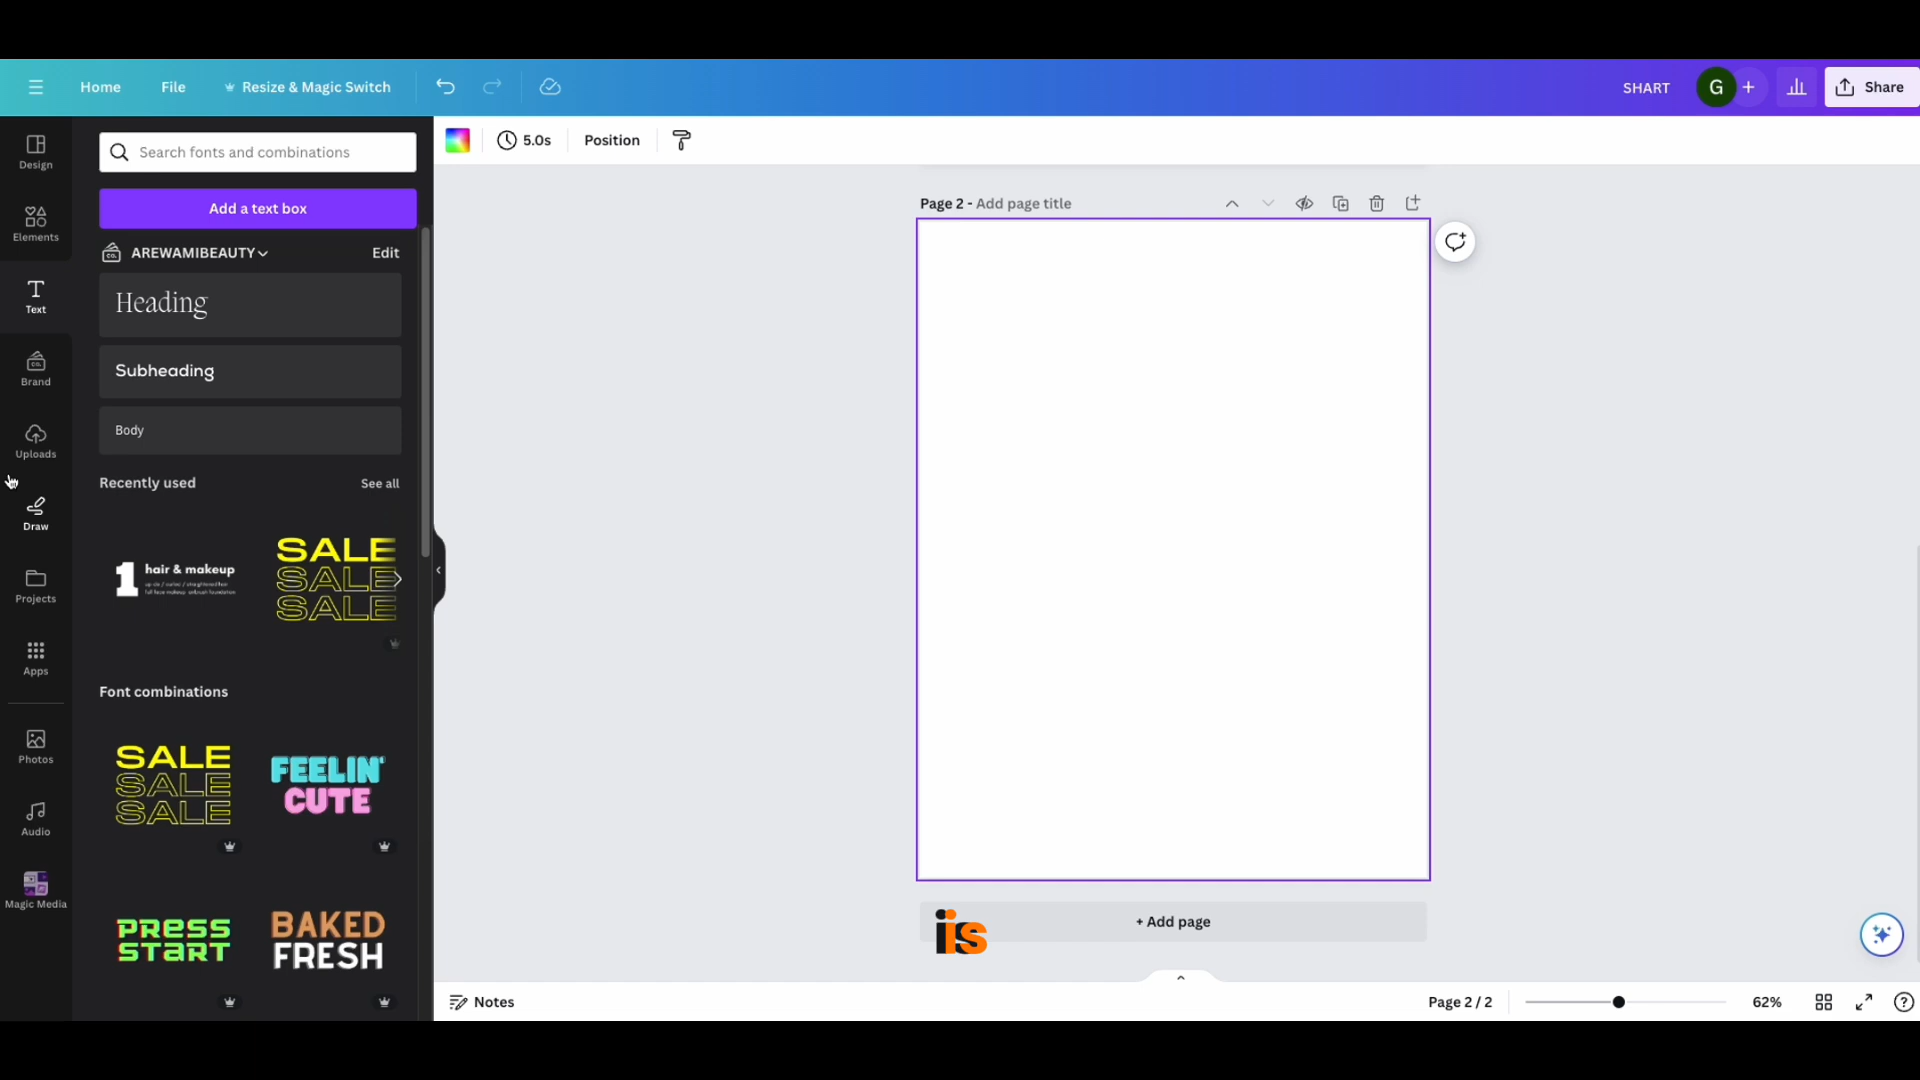 Home File Resize & Magic Switch SHART G + Share
Design
Elements
Text
Brand
Uploads
Draw
Projects
Apps
Photos
Audio
Magic Media
Search fonts and combinations
Add a text box
CO. AREWAMIBEAUTY Edit
Heading
Subheading
Body
Recently used See all
1 hair & makeup
SALE
SALE
SALE
Font combinations
SALE
SALE
SALE
FEELIN'
CUTE
PRESS
START
BAKED
FRESH
5.0s Position
Page 2 - Add page title
+ Add page
iis
Notes
Page 2 / 2 62%